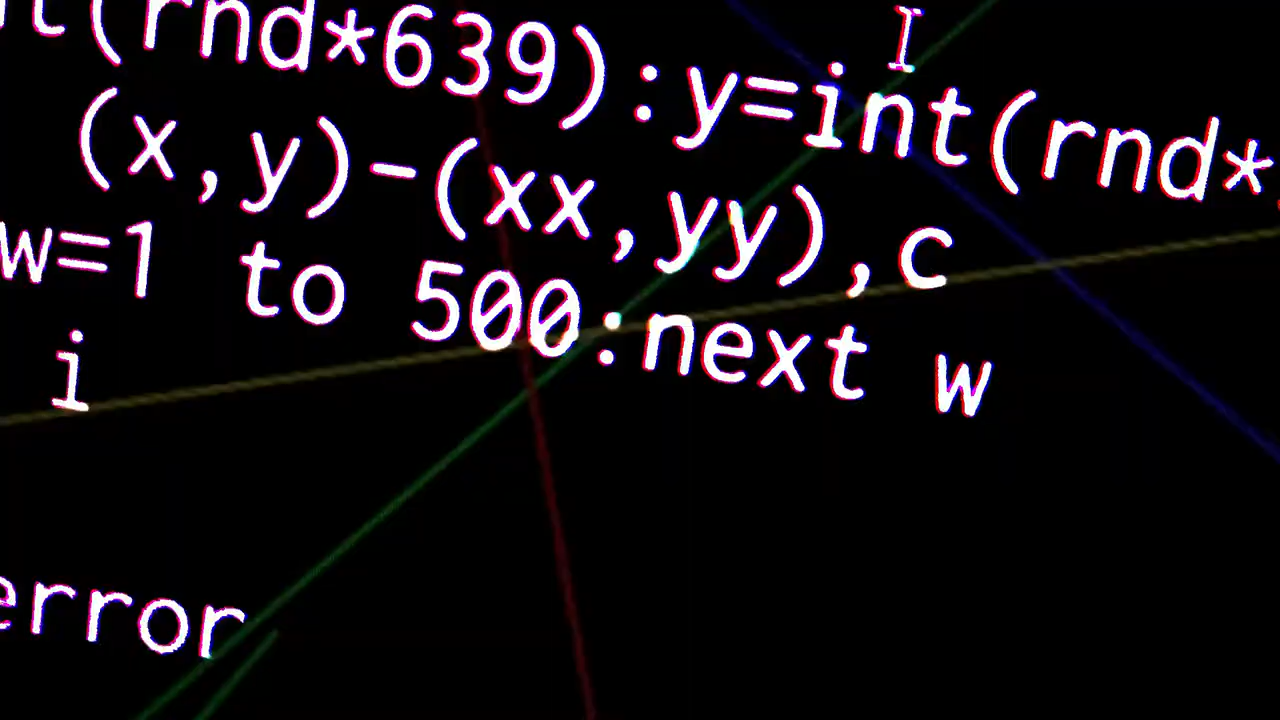 nt(rnd*639):y=int(rnd*
(x,y)-(xx,yy),c
w=1 to 500:next w
i
error